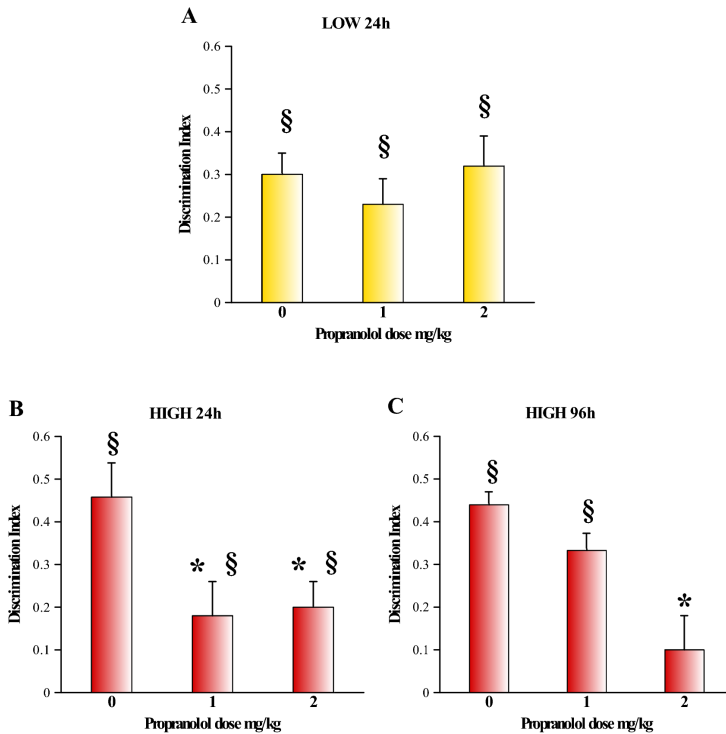 A
LOW 24h
0.6
0.5
0.4
0.3
0.2
0.1
0
Discrimination Index
§
§
§
0 1 2
Propranolol dose mg/kg
B
HIGH 24h
0.6
0.5
0.4
0.3
0.2
0.1
0
Discrimination Index
§
* §
* §
0 1 2
Propranolol dose mg/kg
C
HIGH 96h
0.6
0.5
0.4
0.3
0.2
0.1
0
Discrimination Index
§
§
*
0 1 2
Propranolol dose mg/kg